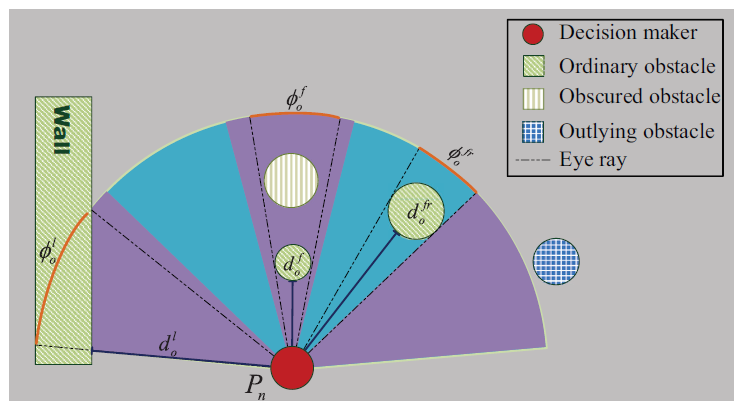 Decision maker
Ordinary obstacle
Obscured obstacle
Outlying obstacle
Eye ray
Wall
ϕ_o^f
ϕ_o^fr
ϕ_o^l
d_o^fr
d_o^f
d_o^l
P_n